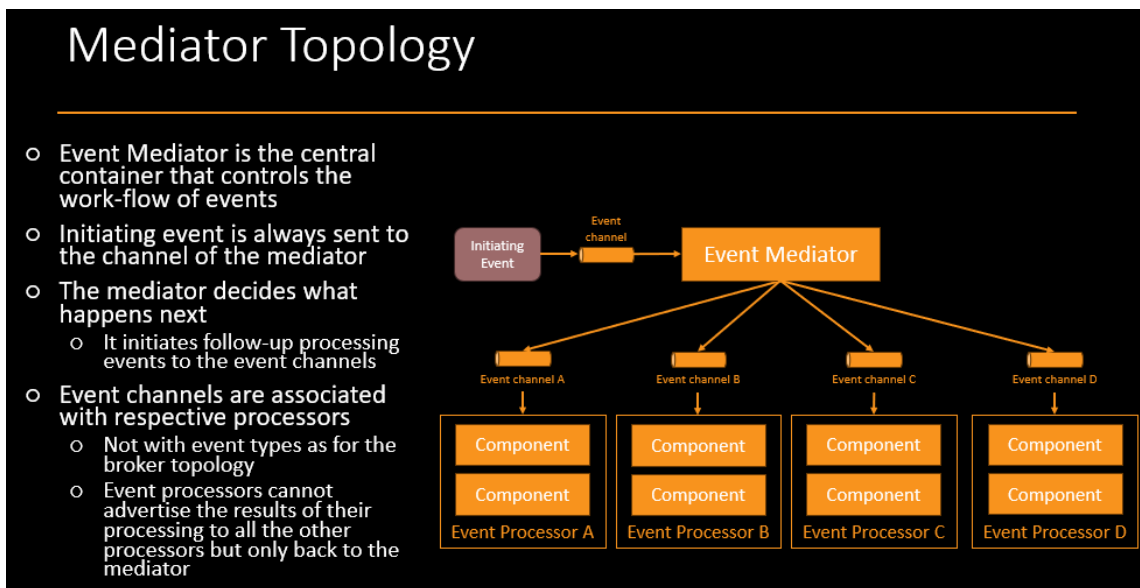 Mediator Topology
Event Mediator is the central
container that controls the
work-flow of events
Initiating event is always sent to
the channel of the mediator
The mediator decides what
happens next
It initiates follow-up processing
events to the event channels
Event channels are associated
with respective processors
Not with event types as for the
broker topology
Event processors cannot
advertise the results of their
processing to all the other
processors but only back to the
mediator
Initiating
Event
Event
channel
Event Mediator
Event channel A
Event channel B
Event channel C
Event channel D
Component
Component
Event Processor A
Component
Component
Event Processor B
Component
Component
Event Processor C
Component
Component
Event Processor D